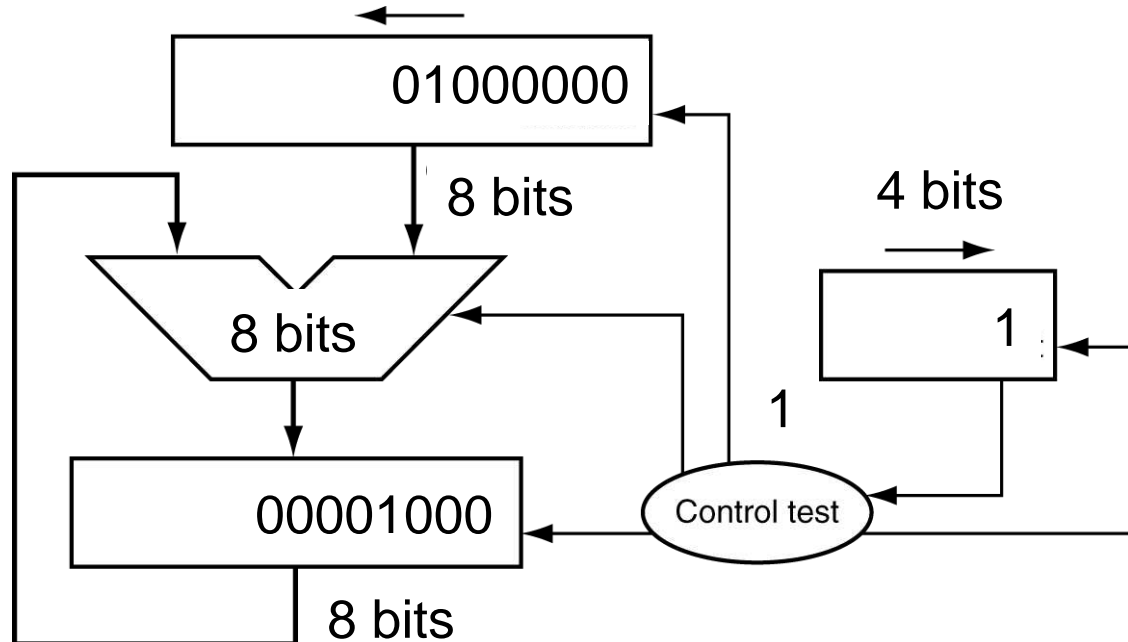 01000000
8 bits
4 bits
8 bits
1
1
Control test
00001000
8 bits